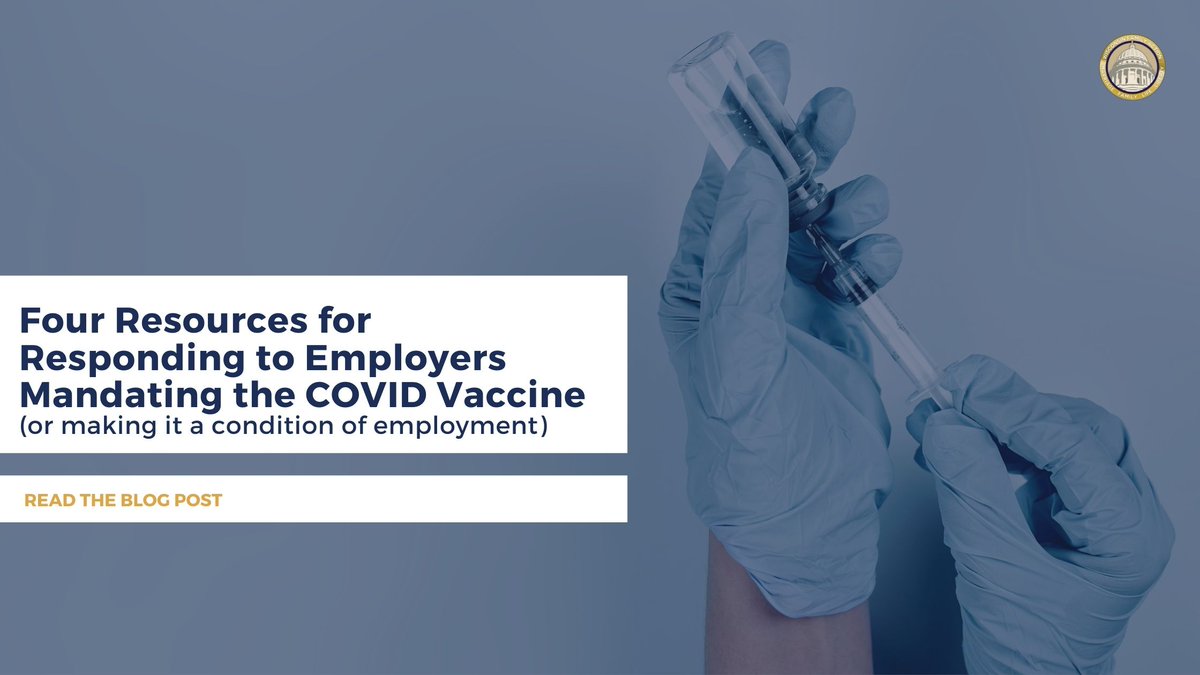 Four Resources for
Responding to Employers
Mandating the COVID Vaccine
(or making it a condition of employment)
READ THE BLOG POST